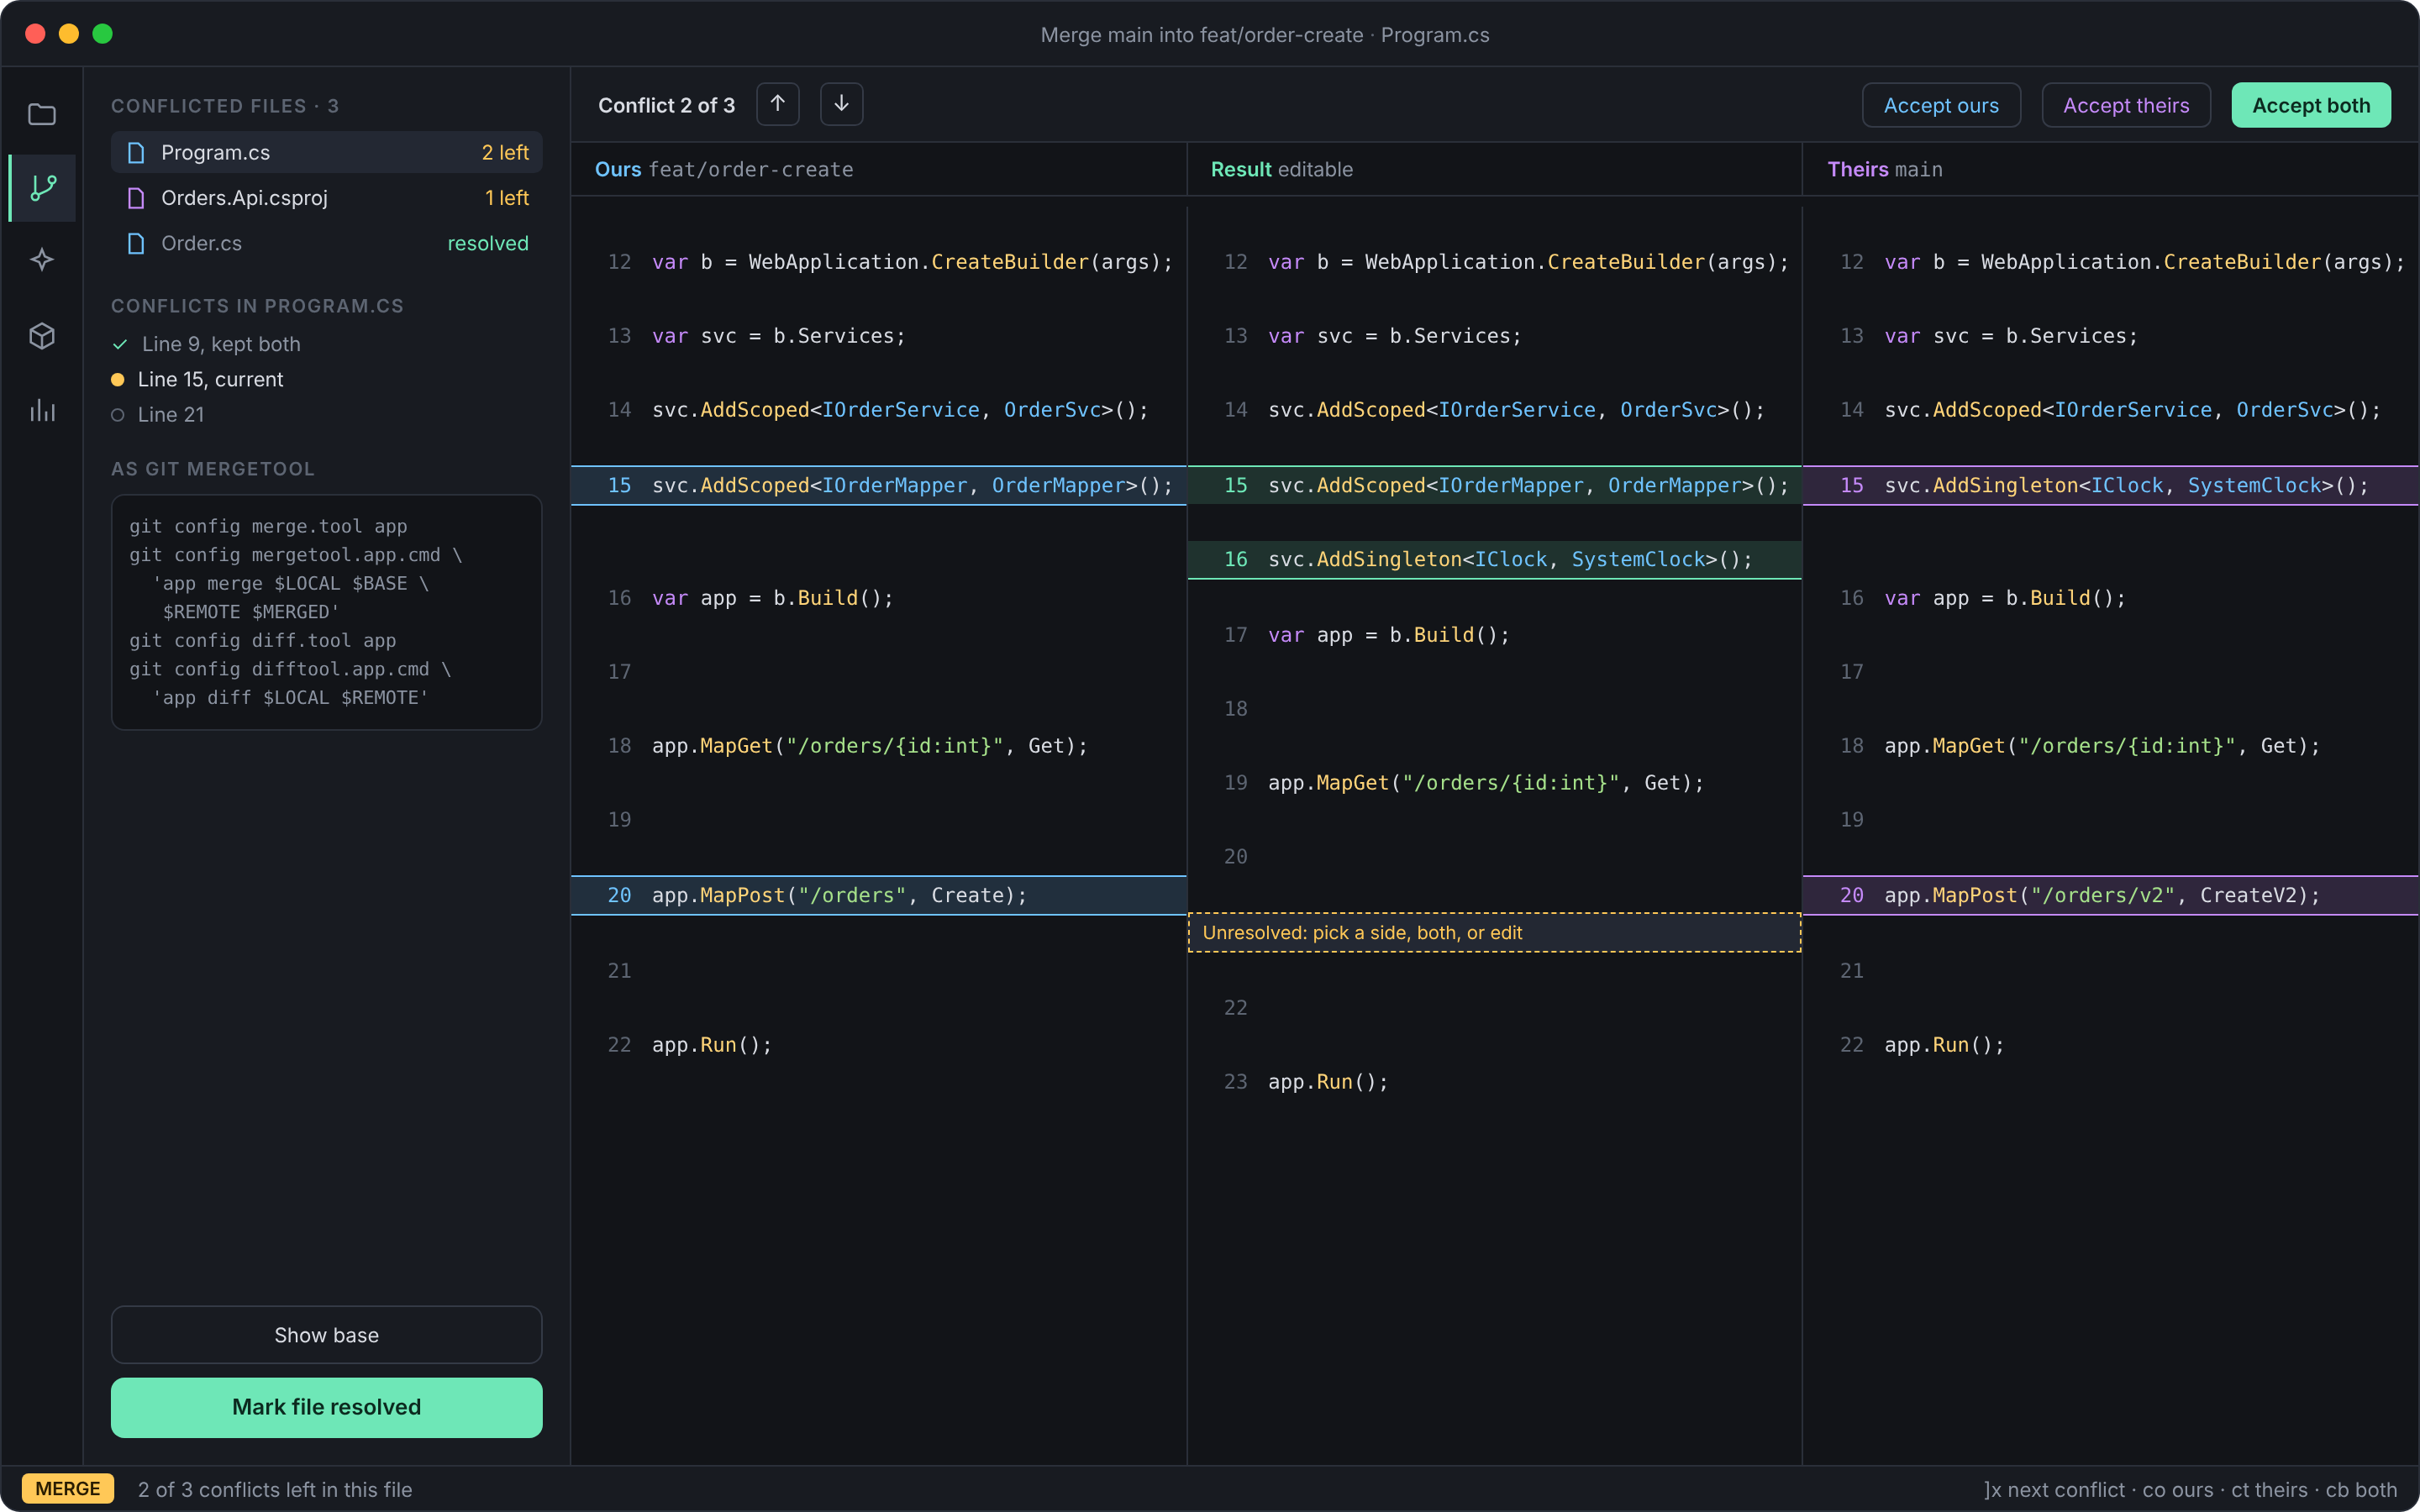 Merge main into feat/order-create · Program.cs
CONFLICTED FILES · 3
Program.cs 2 left
Orders.Api.csproj 1 left
Order.cs resolved
CONFLICTS IN PROGRAM.CS
Line 9, kept both
Line 15, current
Line 21
AS GIT MERGETOOL
git config merge.tool app
git config mergetool.app.cmd \
'app merge $LOCAL $BASE \
$REMOTE $MERGED'
git config diff.tool app
git config difftool.app.cmd \
'app diff $LOCAL $REMOTE'
Show base
Mark file resolved
Conflict 2 of 3 ↑ ↓
Accept ours Accept theirs Accept both
Ours feat/order-create
12 var b = WebApplication.CreateBuilder(args);
13 var svc = b.Services;
14 svc.AddScoped<IOrderService, OrderSvc>();
15 svc.AddScoped<IOrderMapper, OrderMapper>();
16 var app = b.Build();
17
18 app.MapGet("/orders/{id:int}", Get);
19
20 app.MapPost("/orders", Create);
21
22 app.Run();
Result editable
12 var b = WebApplication.CreateBuilder(args);
13 var svc = b.Services;
14 svc.AddScoped<IOrderService, OrderSvc>();
15 svc.AddScoped<IOrderMapper, OrderMapper>();
16 svc.AddSingleton<IClock, SystemClock>();
17 var app = b.Build();
18
19 app.MapGet("/orders/{id:int}", Get);
20
Unresolved: pick a side, both, or edit
22
23 app.Run();
Theirs main
12 var b = WebApplication.CreateBuilder(args);
13 var svc = b.Services;
14 svc.AddScoped<IOrderService, OrderSvc>();
15 svc.AddSingleton<IClock, SystemClock>();
16 var app = b.Build();
17
18 app.MapGet("/orders/{id:int}", Get);
19
20 app.MapPost("/orders/v2", CreateV2);
21
22 app.Run();
MERGE 2 of 3 conflicts left in this file
]x next conflict · co ours · ct theirs · cb both